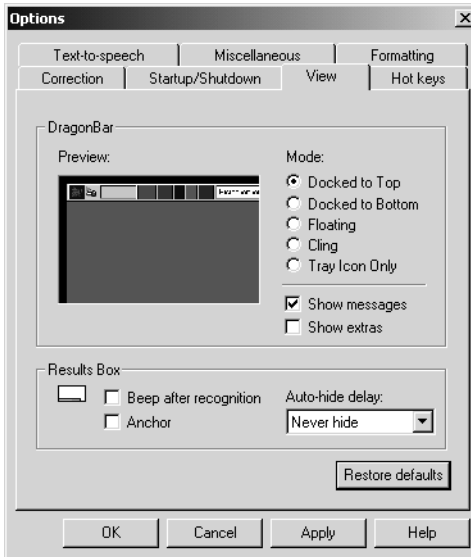 Options
Text-to-speech Miscellaneous Formatting
Correction Startup/Shutdown View Hot keys
DragonBar
Preview:
Mode:
Docked to Top
Docked to Bottom
Floating
Cling
Tray Icon Only
Show messages
Show extras
Results Box
Beep after recognition
Anchor
Auto-hide delay:
Never hide
Restore defaults
OK Cancel Apply Help